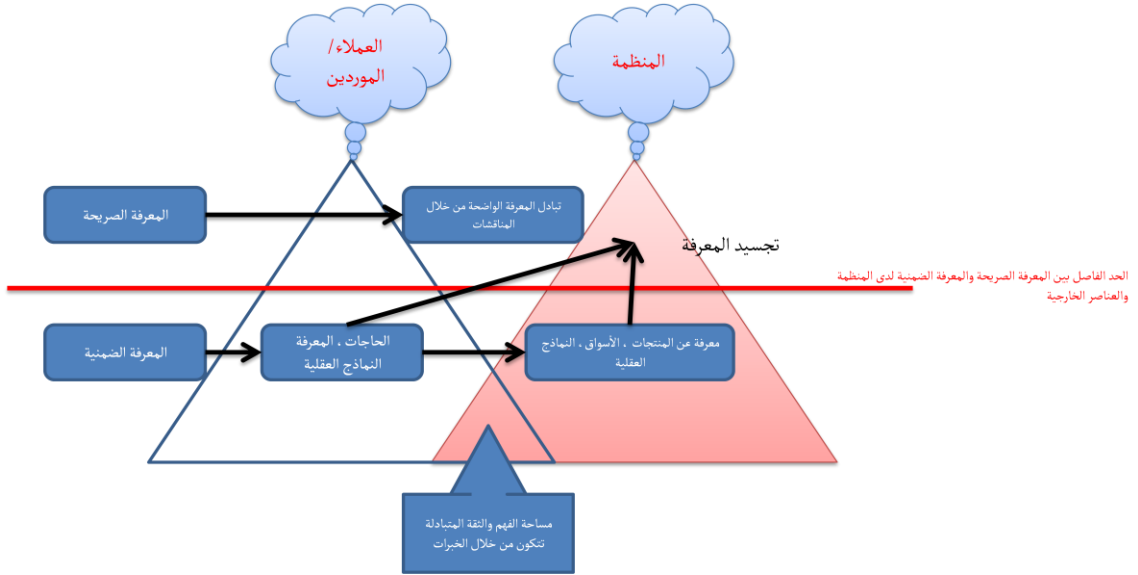 العملاء/
الموردين
المنظمة
المعرفة الصريحة
تبادل المعرفة الواضحة من خلال
المناقشات
تجسيد المعرفة
الحد الفاصل بين المعرفة الصريحة والمعرفة الضمنية لدى المنظمة
والعناصر الخارجية
المعرفة الضمنية
الحاجات ، المعرفة
النماذج العقلية
معرفة عن المنتجات ، الأسواق ، النماذج
العقلية
مساحة الفهم والثقة المتبادلة
تتكون من خلال الخبرات